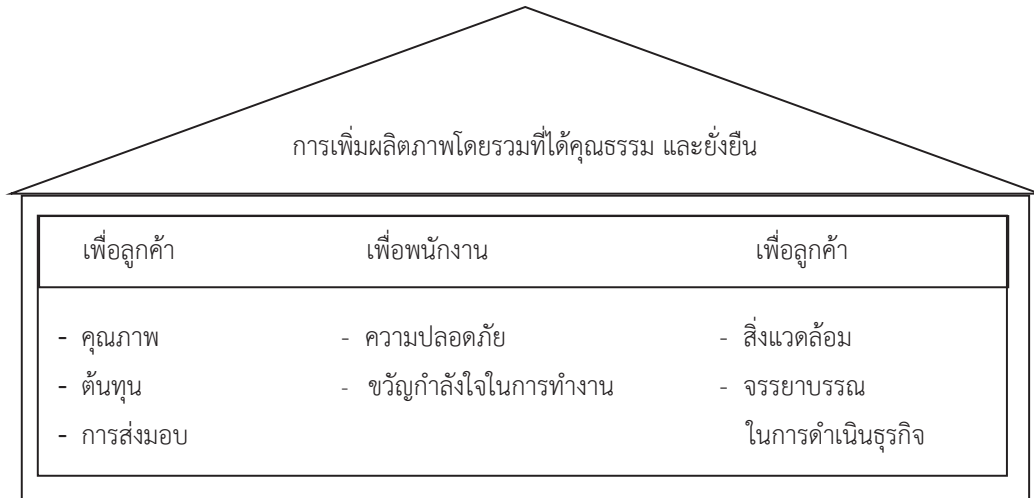 การเพิ่มผลิตภาพโดยรวมที่ได้คุณธรรม และยั่งยืน
เพื่อลูกค้า เพื่อพนักงาน เพื่อลูกค้า
- คุณภาพ - ความปลอดภัย - สิ่งแวดล้อม
- ต้นทุน - ขวัญกำลังใจในการทำงาน - จรรยาบรรณ
- การส่งมอบ ในการดำเนินธุรกิจ